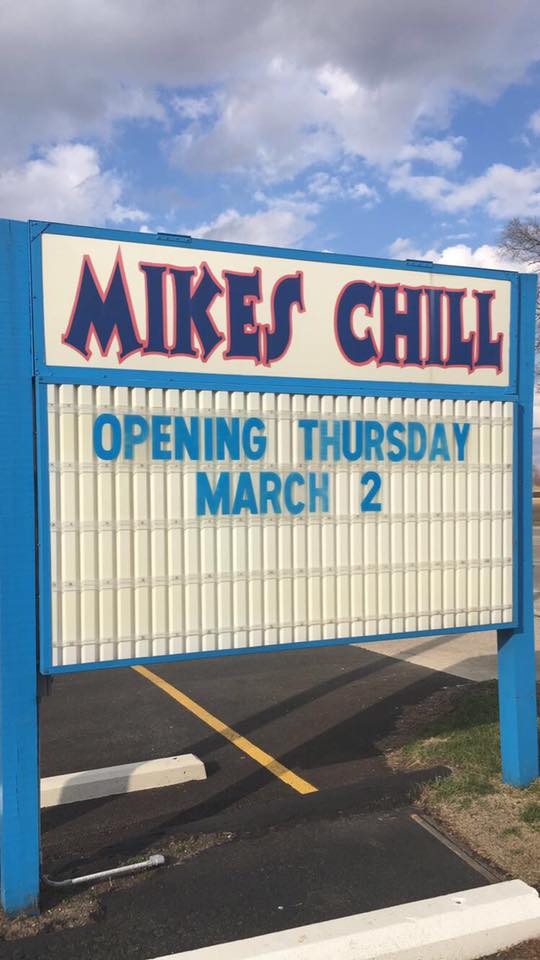 MIKES CHILL
OPENING THURSDAY
MARCH 2